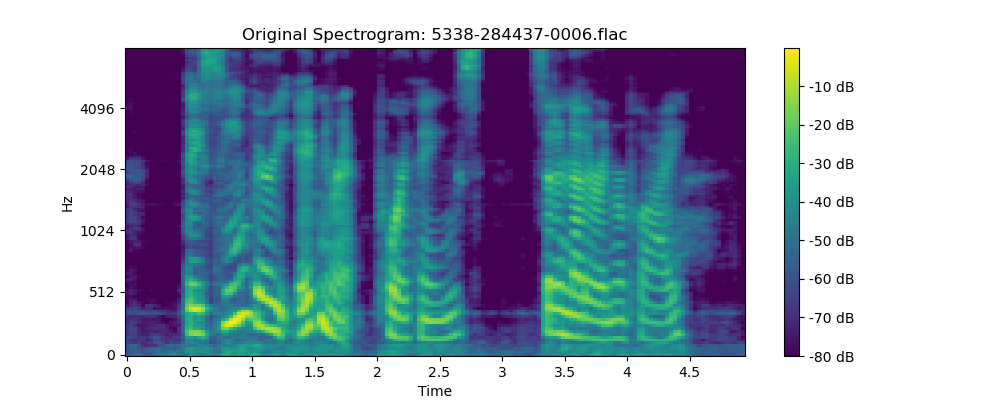 Original Spectrogram: 5338-284437-0006.flac
Hz
4096
2048
1024
512
0
0 0.5 1 1.5 2 2.5 3 3.5 4 4.5
Time
-10 dB
-20 dB
-30 dB
-40 dB
-50 dB
-60 dB
-70 dB
-80 dB